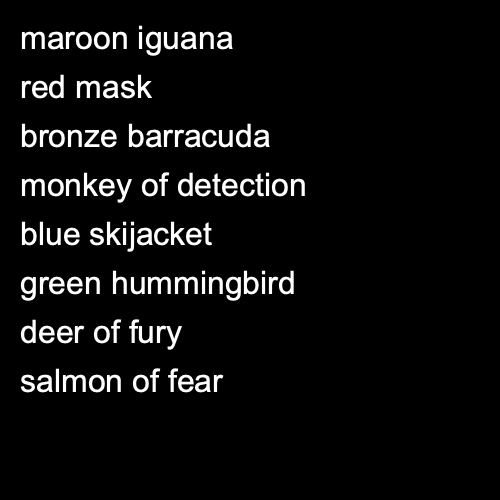 maroon iguana
red mask
bronze barracuda
monkey of detection
blue skijacket
green hummingbird
deer of fury
salmon of fear